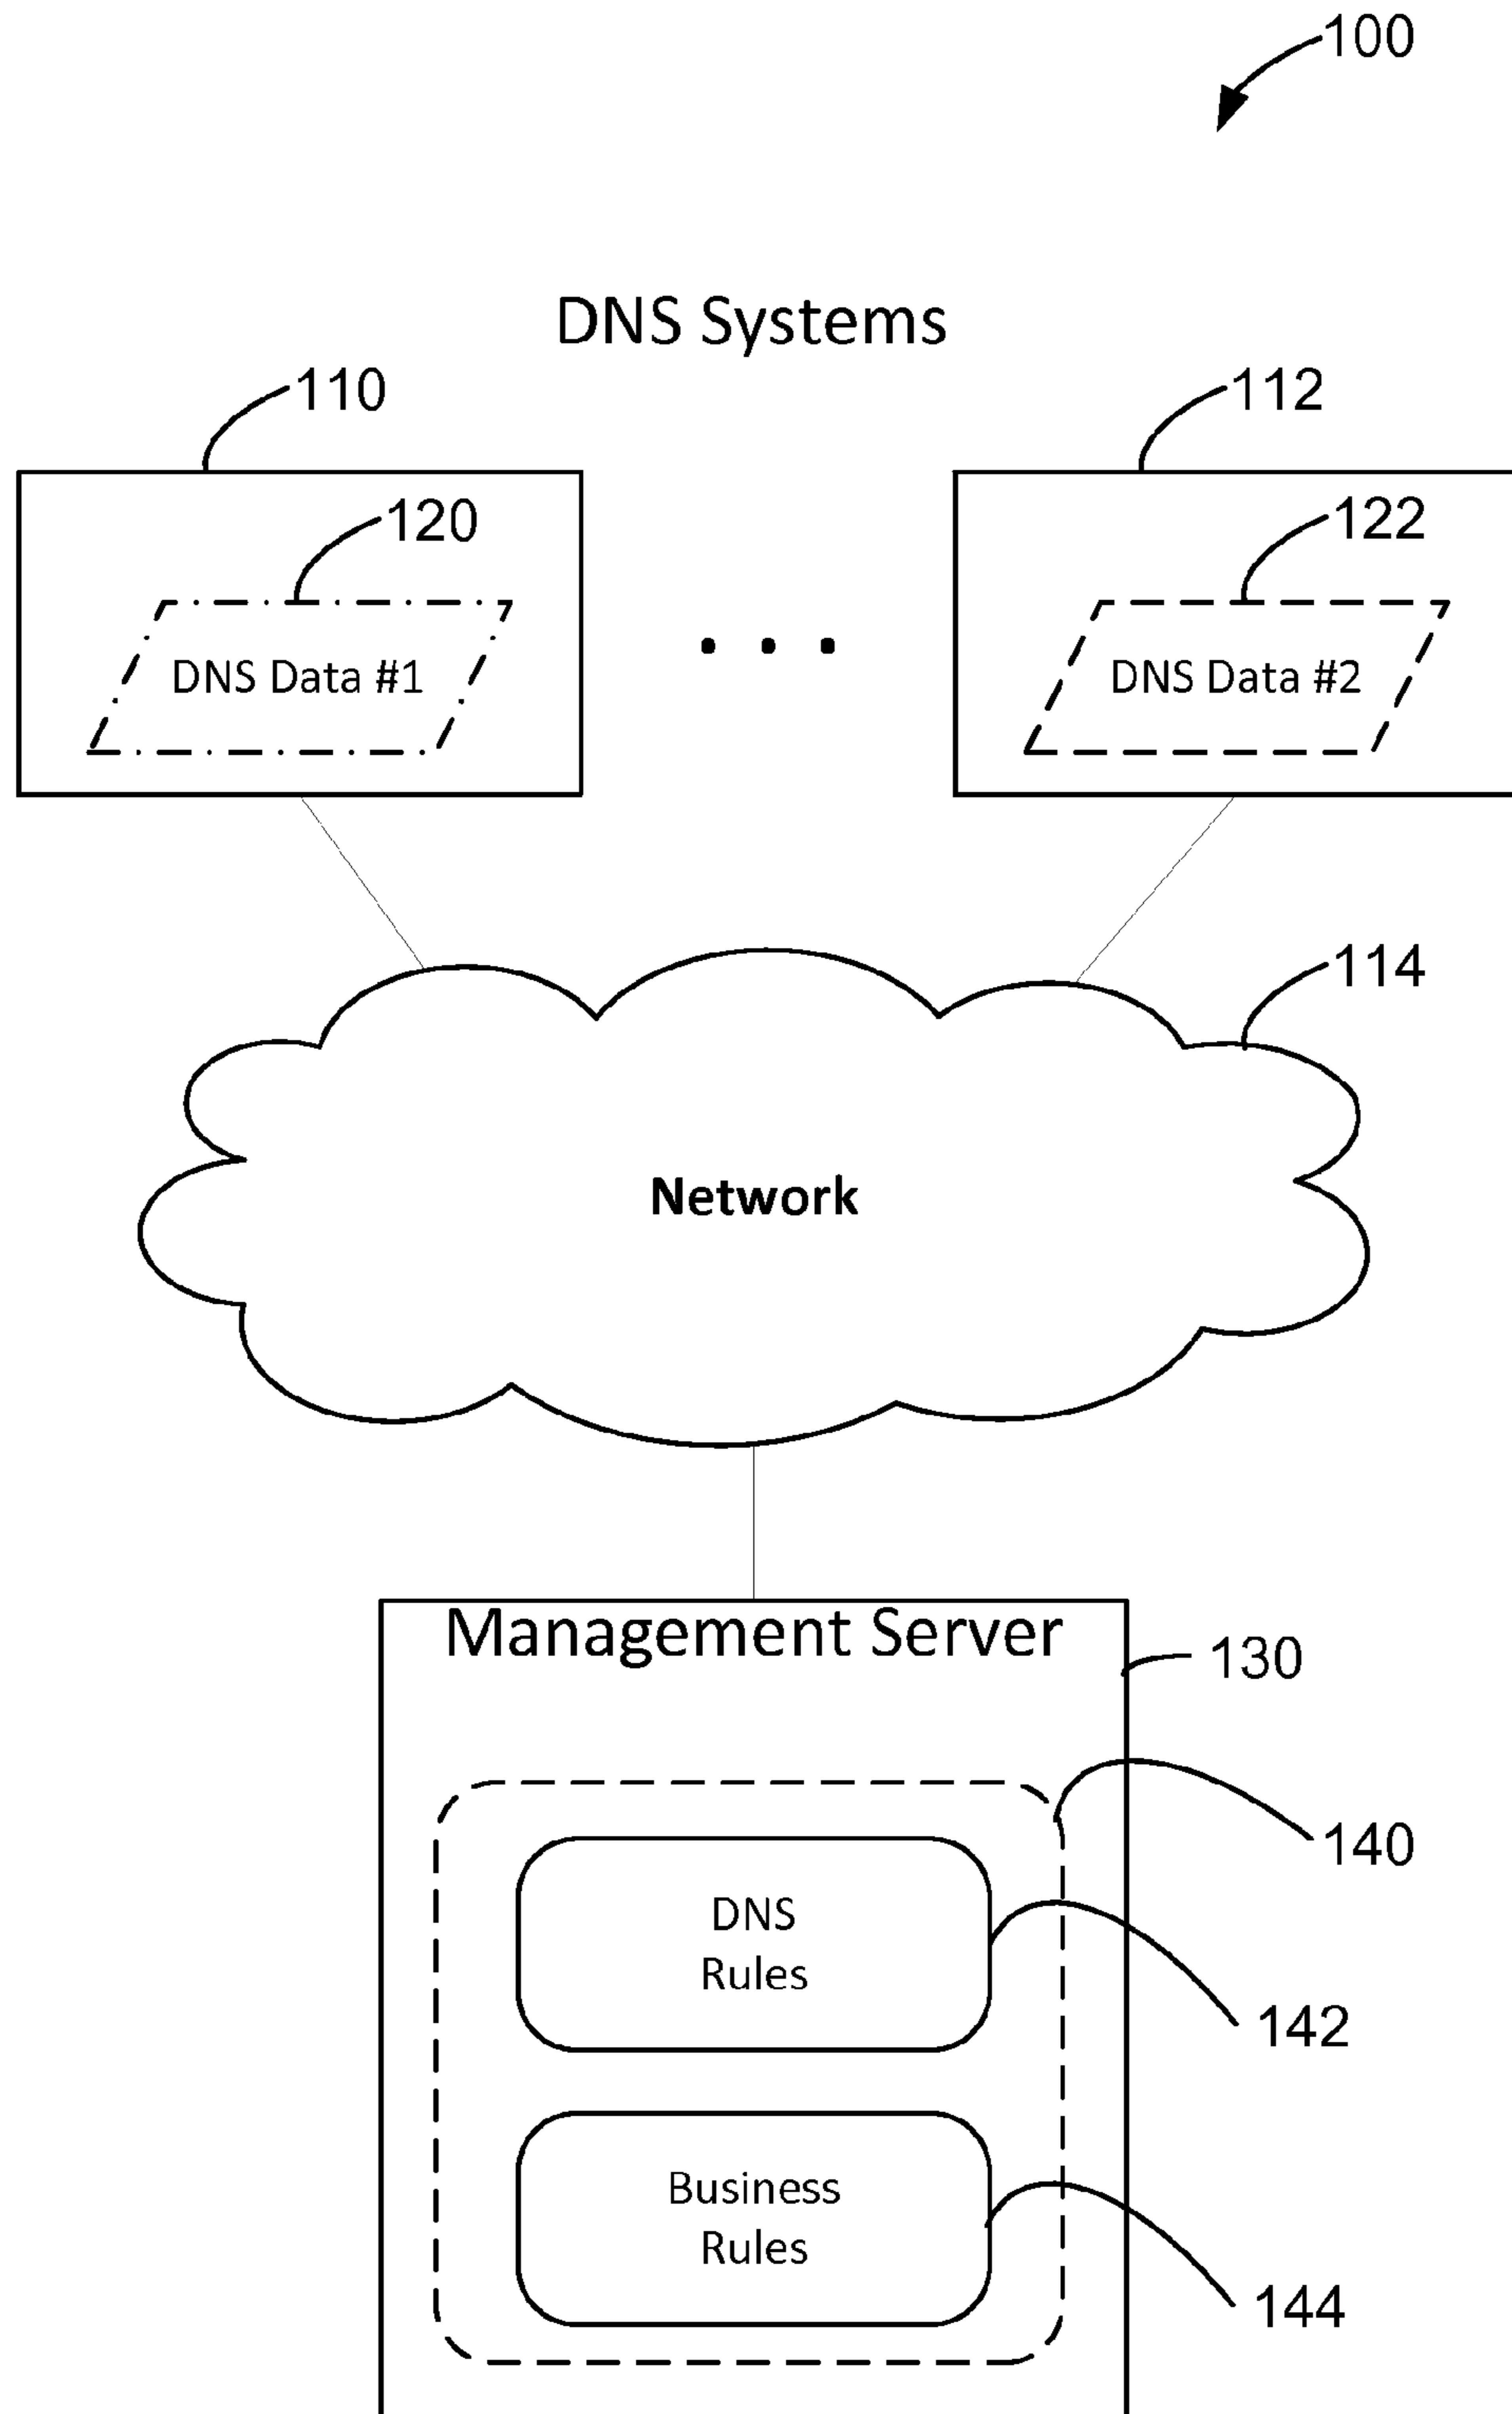 100
DNS Systems
110
112
120
122
DNS Data #1
DNS Data #2
114
Network
Management Server
130
140
DNS
Rules
142
Business
Rules
144